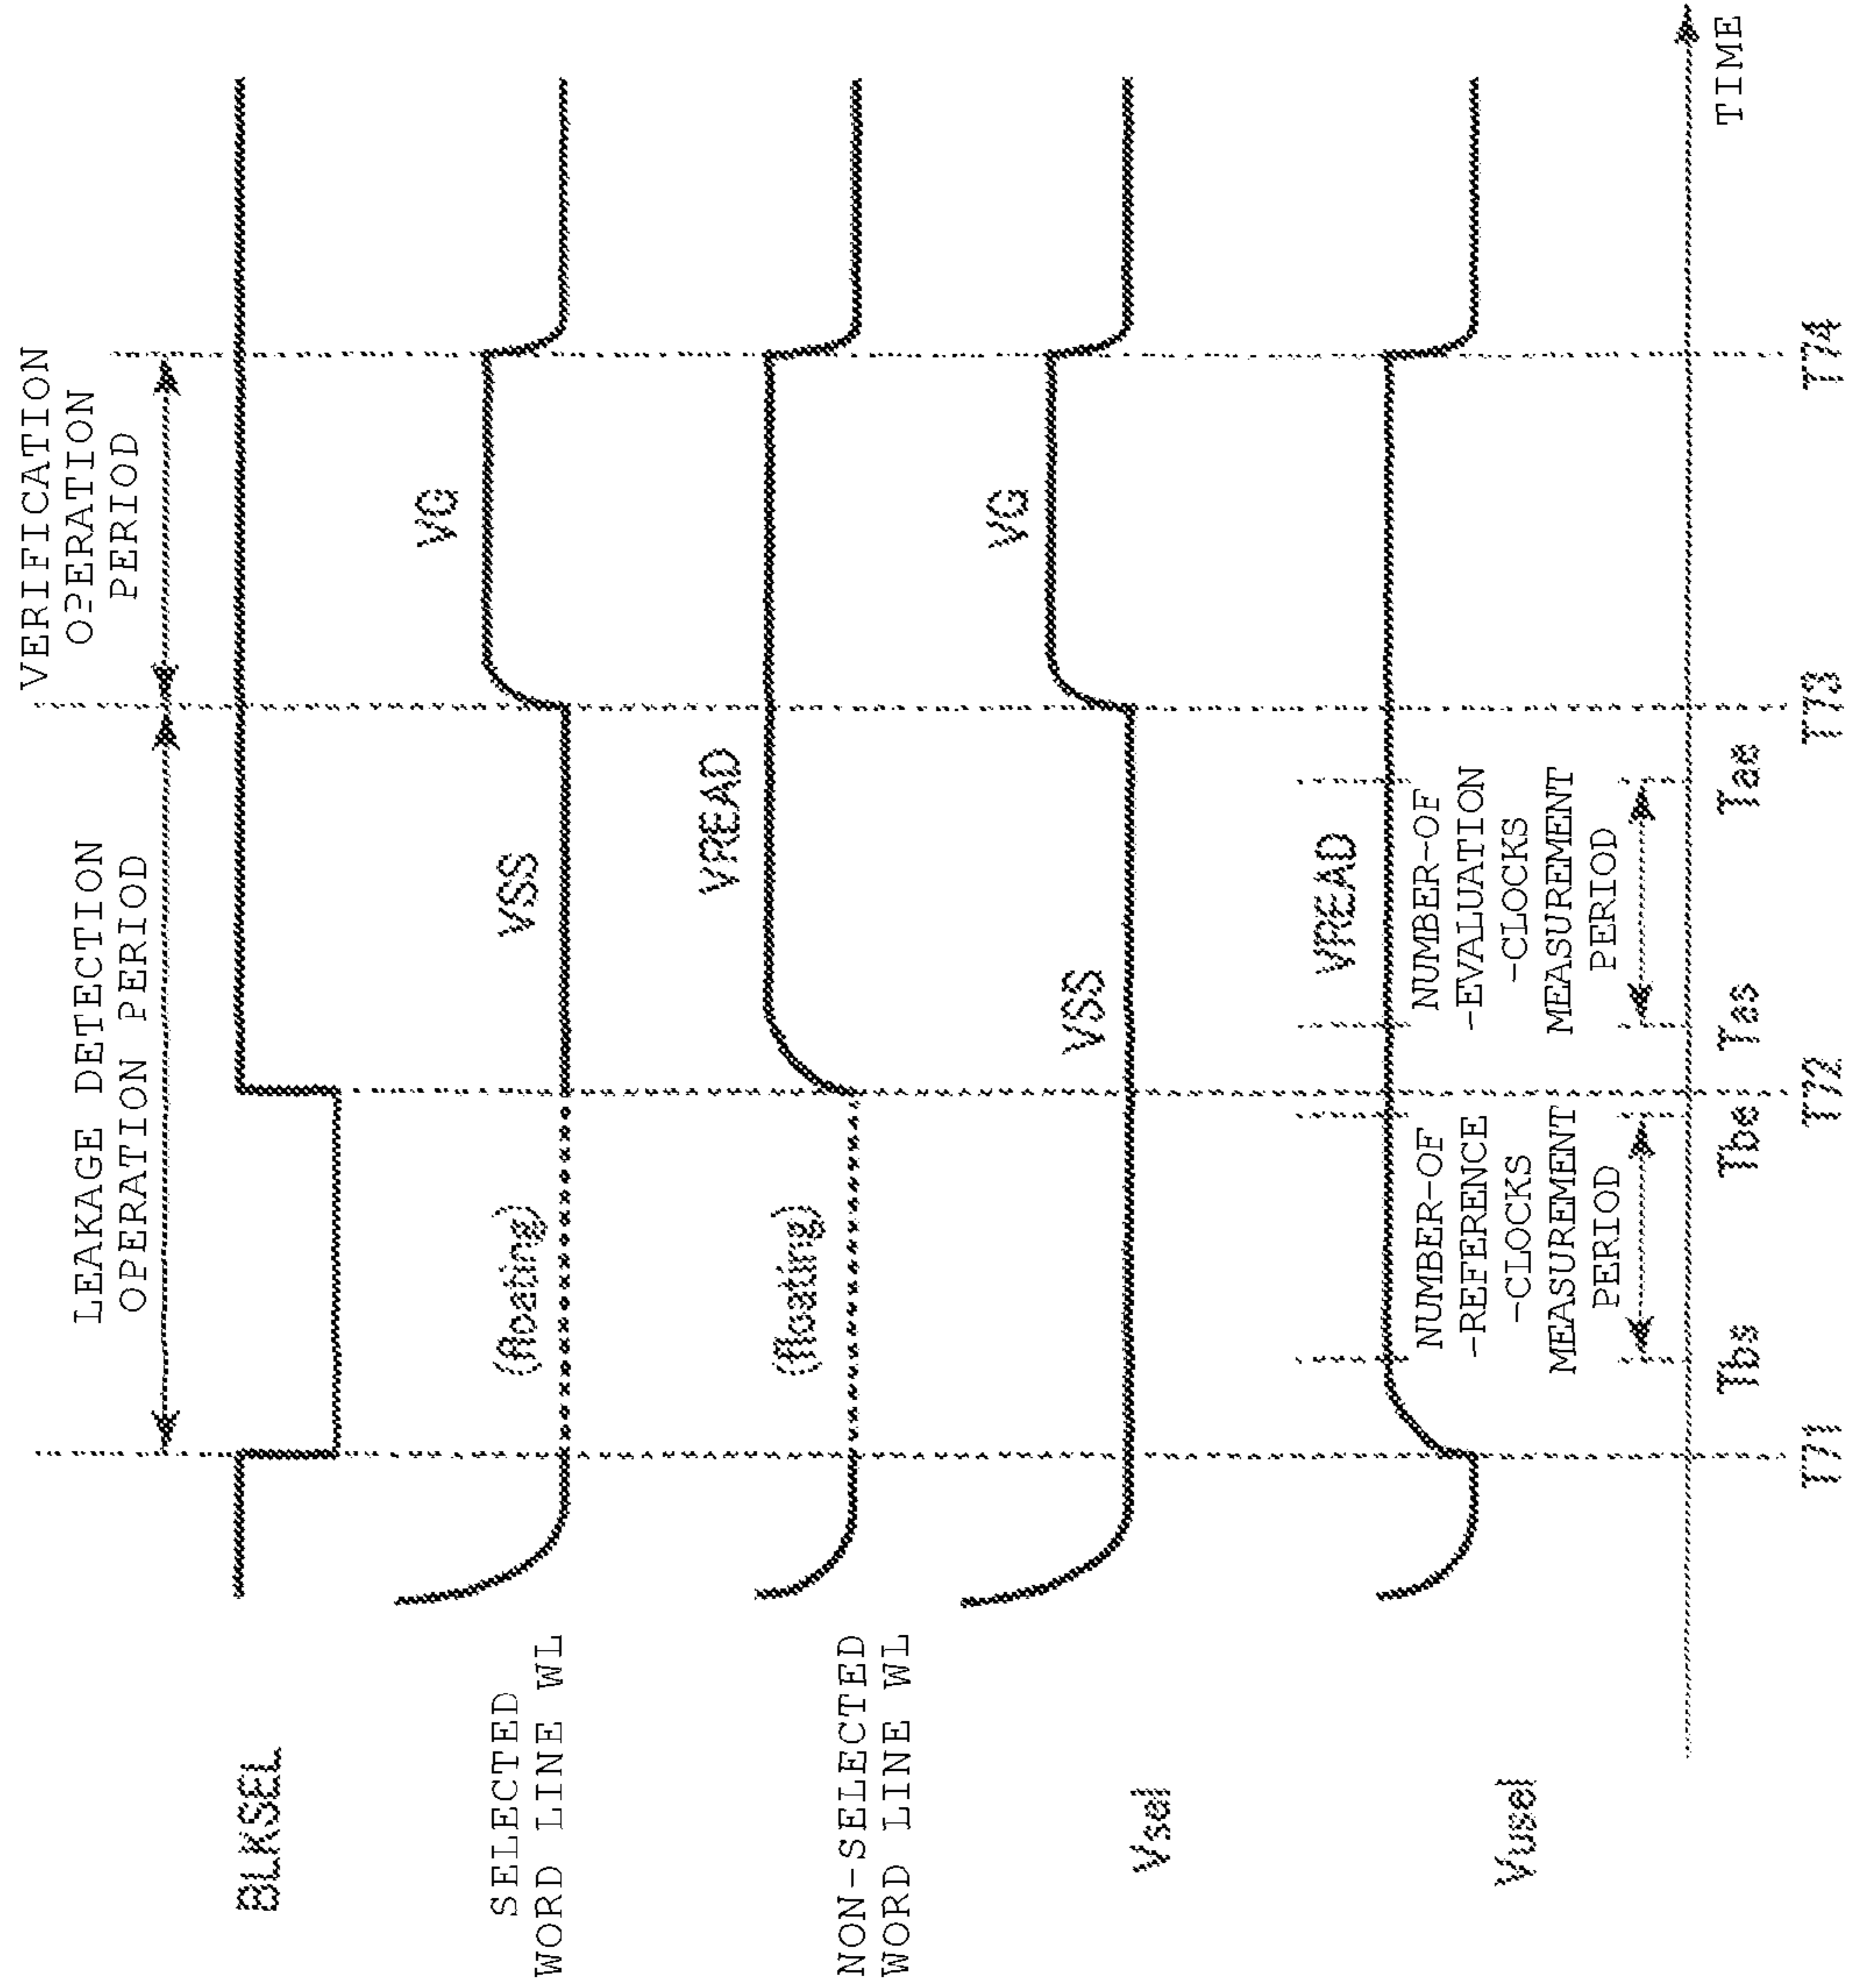 LEAKAGE DETECTION
OPERATION PERIOD
VERIFICATION
OPERATION
PERIOD
BLKSEL
SELECTED
WORD LINE WL
(floating)
VSS
VG
NON-SELECTED
WORD LINE WL
(floating)
VREAD
Vsel
VSS
VG
Vusel
VREAD
NUMBER-OF
-REFERENCE
-CLOCKS
MEASUREMENT
PERIOD
NUMBER-OF
-EVALUATION
-CLOCKS
MEASUREMENT
PERIOD
TIME
Tbs
Tbe
Tas
Tae
T71
T72
T73
T74